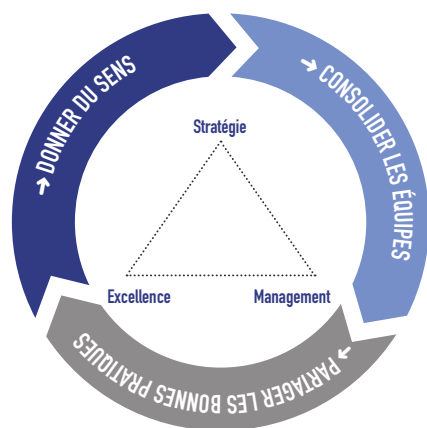 → DONNER DU SENS
→ CONSOLIDER LES ÉQUIPES
Stratégie
Excellence
Management
→ PARTAGER LES BONNES PRATIQUES